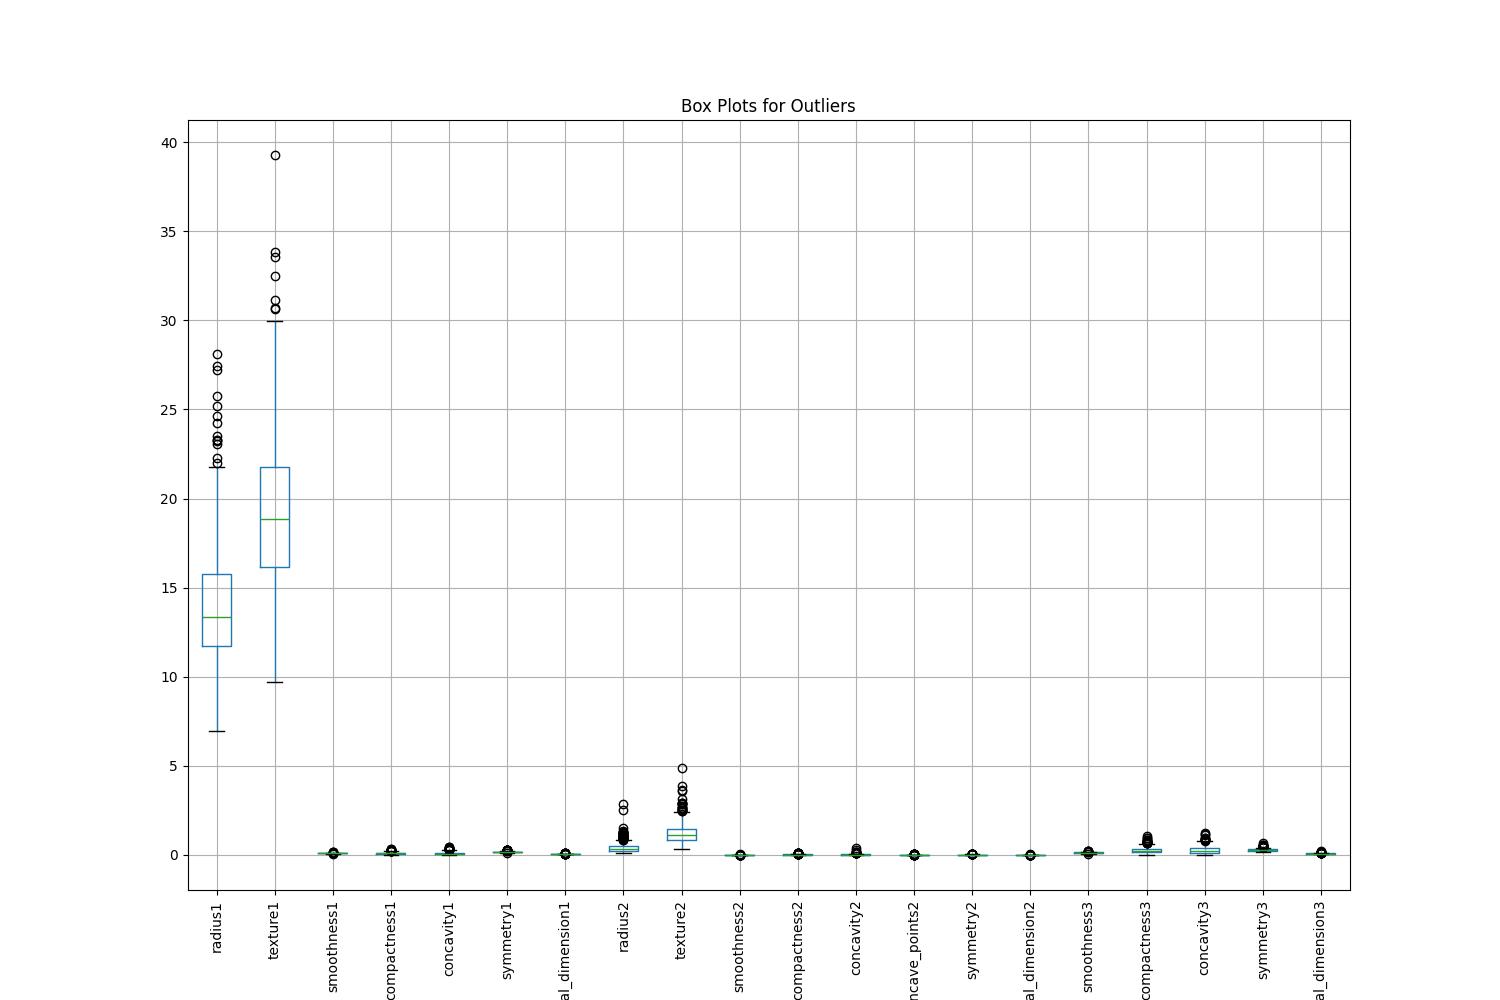 Box Plots for Outliers
40
35
30
25
20
15
10
5
0
radius1
texture1
smoothness1
compactness1
concavity1
symmetry1
al_dimension1
radius2
texture2
smoothness2
compactness2
concavity2
ncave_points2
symmetry2
al_dimension2
smoothness3
compactness3
concavity3
symmetry3
al_dimension3